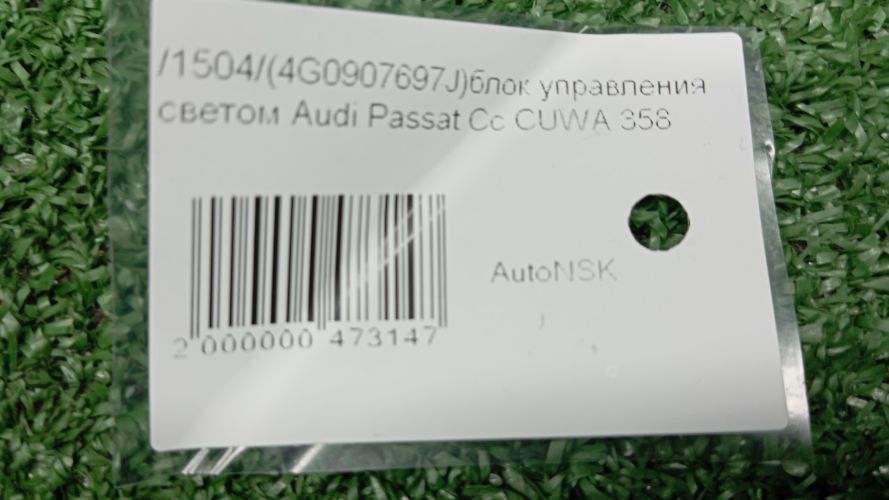 /1504/(4G0907697J)блок управления
светом Audi Passat Cc CUWA 358
AutoNSK
2 000000 473147